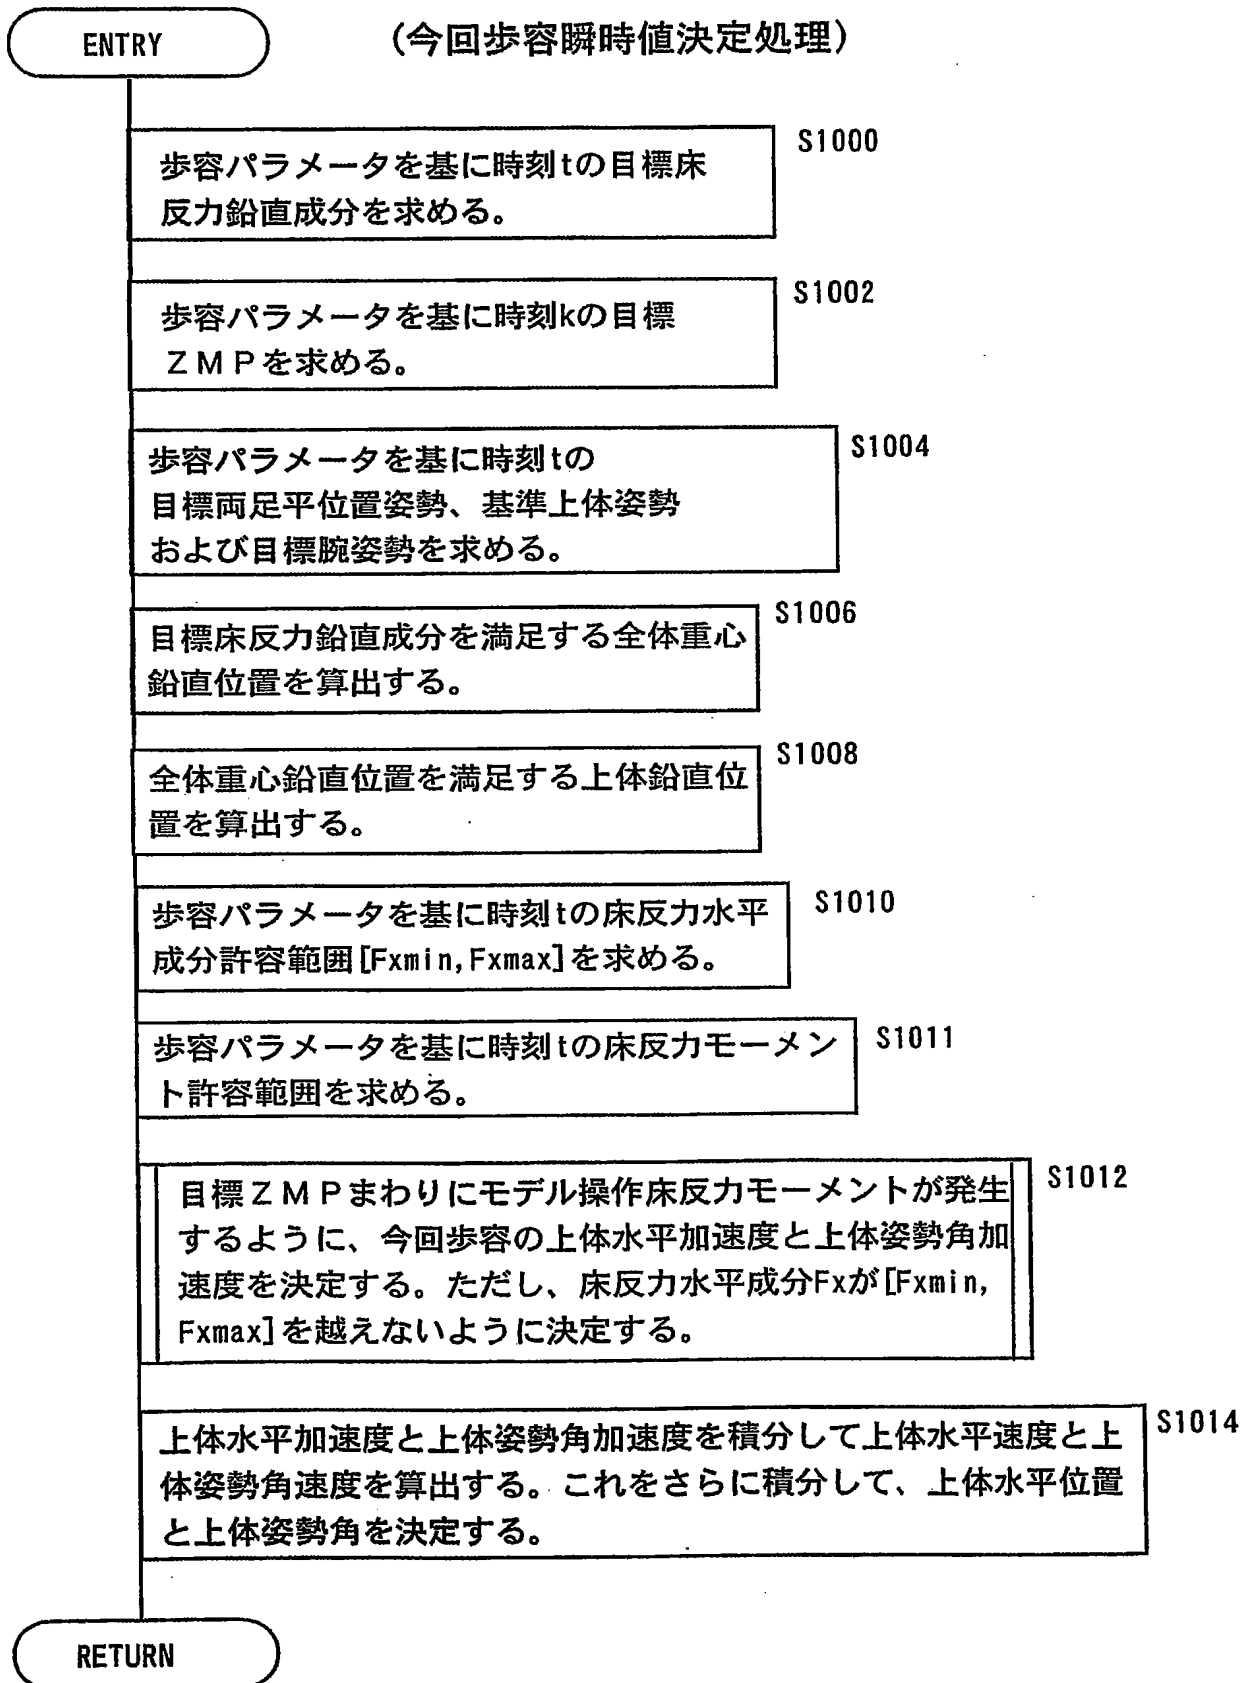 ENTRY
(今回歩容瞬時値決定処理)
S1000
歩容パラメータを基に時刻tの目標床
反力鉛直成分を求める。
S1002
歩容パラメータを基に時刻kの目標
ZMPを求める。
S1004
歩容パラメータを基に時刻tの
目標両足平位置姿勢、基準上体姿勢
および目標腕姿勢を求める。
S1006
目標床反力鉛直成分を満足する全体重心
鉛直位置を算出する。
S1008
全体重心鉛直位置を満足する上体鉛直位
置を算出する。
S1010
歩容パラメータを基に時刻tの床反力水平
成分許容範囲[Fxmin,Fxmax]を求める。
S1011
歩容パラメータを基に時刻tの床反力モーメン
ト許容範囲を求める。
S1012
目標ZMPまわりにモデル操作床反力モーメントが発生
するように、今回歩容の上体水平加速度と上体姿勢角加
速度を決定する。ただし、床反力水平成分Fxが[Fxmin,
Fxmax]を越えないように決定する。
S1014
上体水平加速度と上体姿勢角加速度を積分して上体水平速度と上
体姿勢角速度を算出する。これをさらに積分して、上体水平位置
と上体姿勢角を決定する。
RETURN